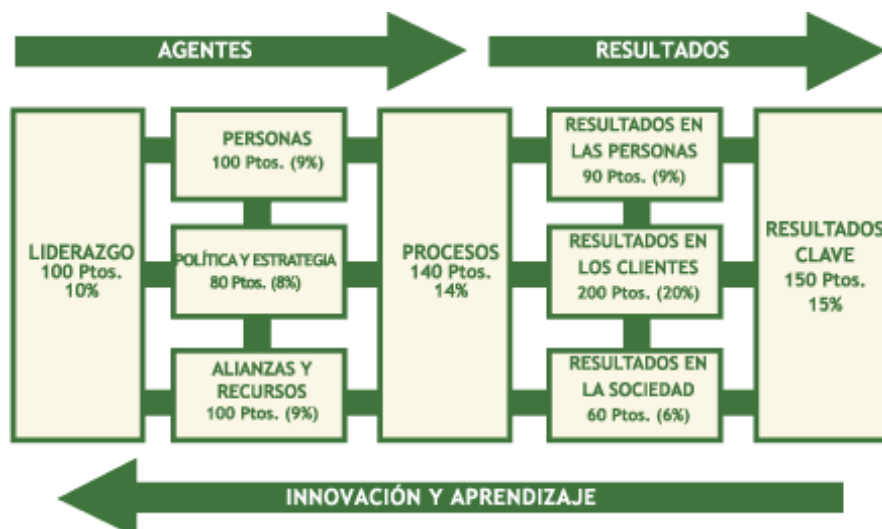 AGENTES
RESULTADOS
LIDERAZGO
100 Ptos.
10%
PERSONAS
100 Ptos. (9%)
POLÍTICA Y ESTRATEGIA
80 Ptos. (8%)
ALIANZAS Y
RECURSOS
100 Ptos. (9%)
PROCESOS
140 Ptos.
14%
RESULTADOS EN
LAS PERSONAS
90 Ptos. (9%)
RESULTADOS EN
LOS CLIENTES
200 Ptos. (20%)
RESULTADOS EN
LA SOCIEDAD
60 Ptos. (6%)
RESULTADOS
CLAVE
150 Ptos.
15%
INNOVACIÓN Y APRENDIZAJE